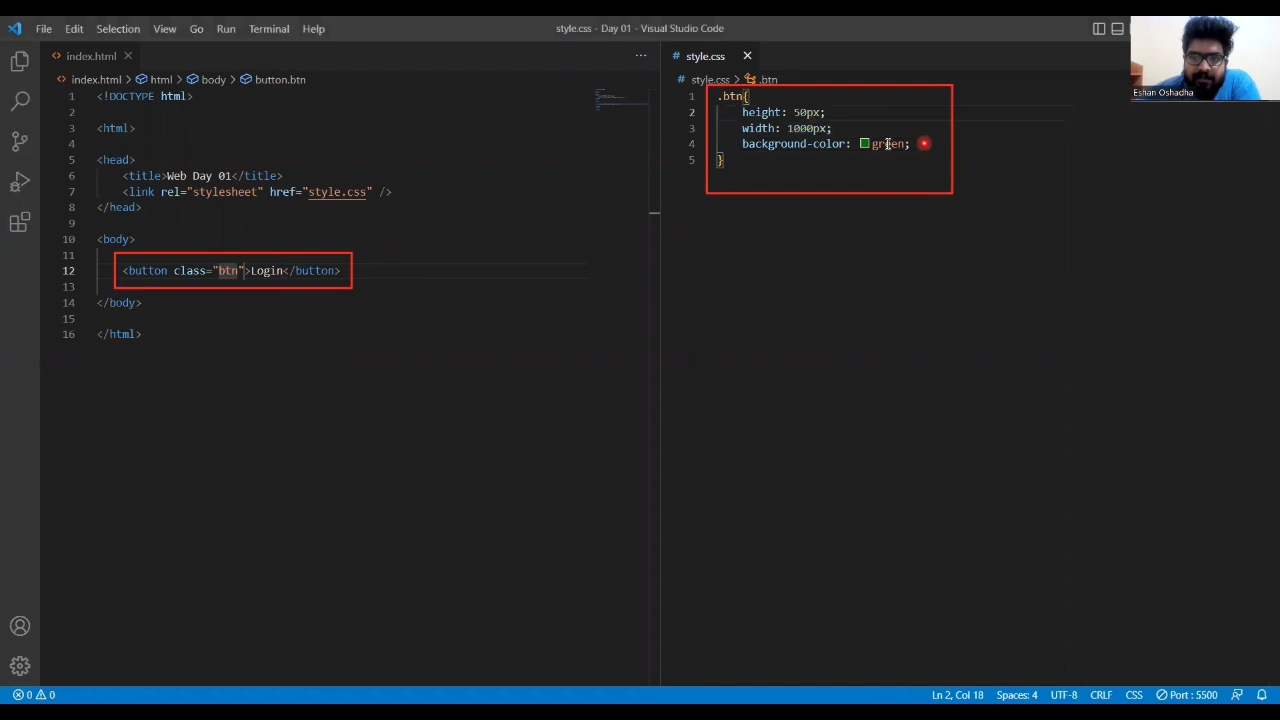 File Edit Selection View Go Run Terminal Help
style.css - Day 01 - Visual Studio Code
index.html
index.html > html > body > button.btn
1 <!DOCTYPE html>
2
3 <html>
4
5 <head>
6 <title>Web Day 01</title>
7 <link rel="stylesheet" href="style.css" />
8 </head>
9
10 <body>
11
12 <button class="btn">Login</button>
13
14 </body>
15
16 </html>
# style.css
# style.css > .btn
1 .btn{
2 height: 50px;
3 width: 1000px;
4 background-color: green;
5 }
Eshan Oshadha
0 0
Ln 2, Col 18 Spaces: 4 UTF-8 CRLF CSS Port : 5500